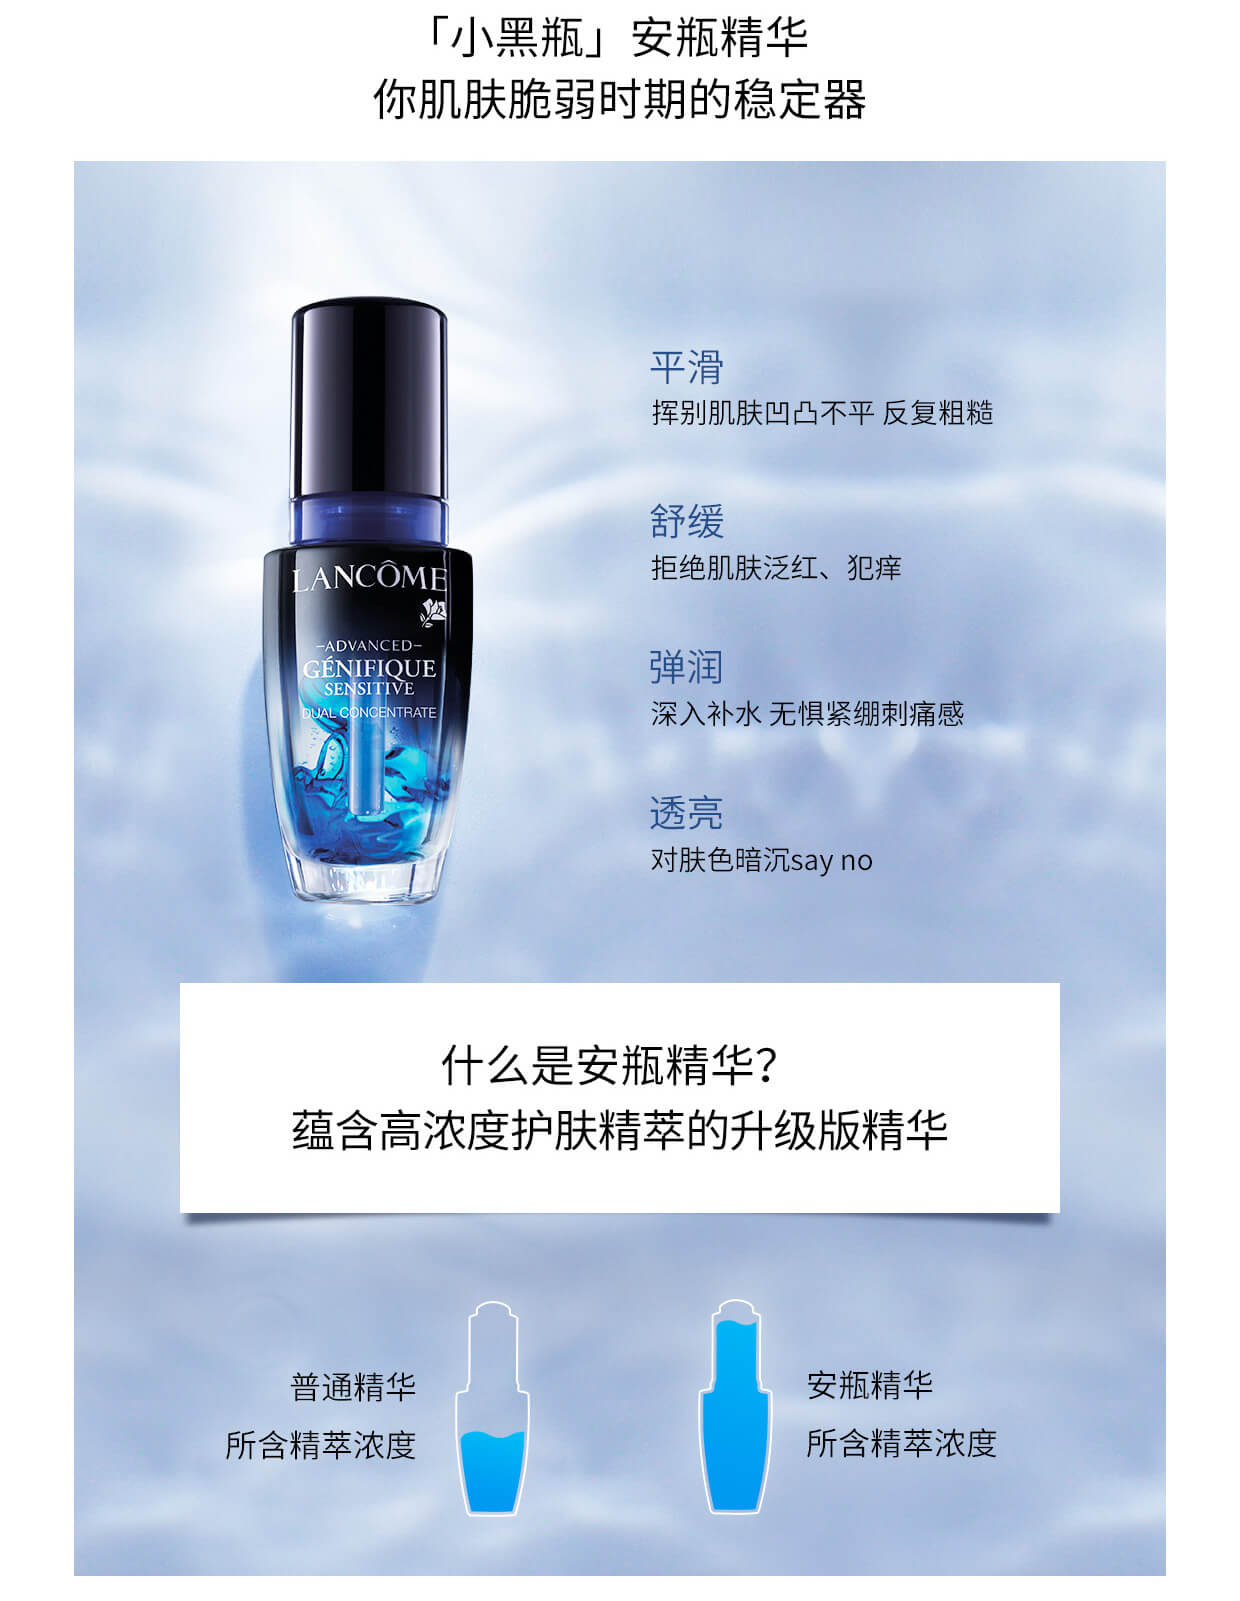 「小黑瓶」安瓶精华
你肌肤脆弱时期的稳定器
平滑
挥别肌肤凹凸不平 反复粗糙
舒缓
拒绝肌肤泛红、犯痒
LANCÔME
-ADVANCED-
GÉNIFIQUE
SENSITIVE
DUAL CONCENTRATE
弹润
深入补水 无惧紧绷刺痛感
透亮
对肤色暗沉say no
什么是安瓶精华?
蕴含高浓度护肤精萃的升级版精华
普通精华
所含精萃浓度
安瓶精华
所含精萃浓度